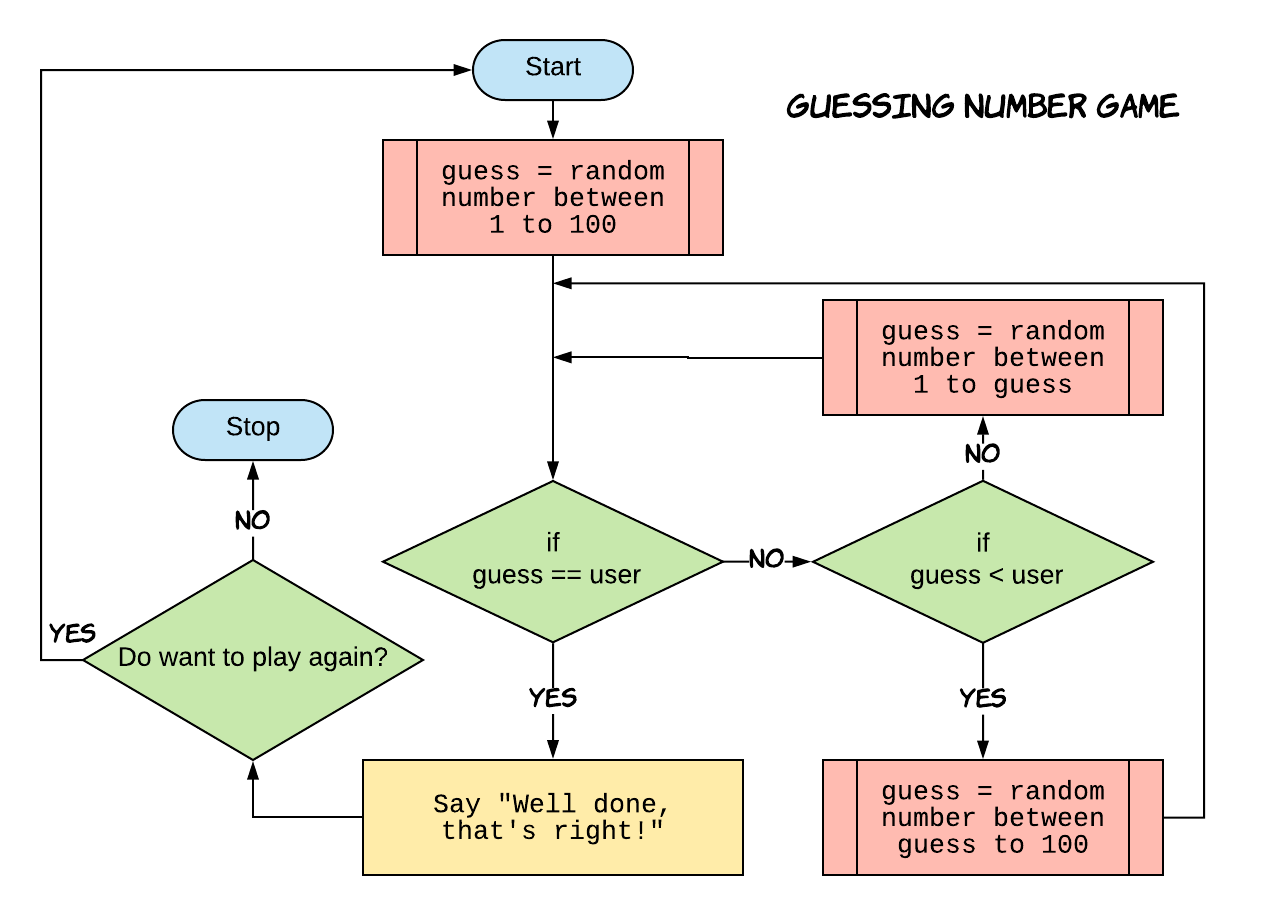 Start
GUESSING NUMBER GAME
guess = random
number between
1 to 100
guess = random
number between
1 to guess
Stop
NO
NO
if
guess == user
NO
if
guess < user
YES
Do want to play again?
YES
YES
Say "Well done,
that's right!"
guess = random
number between
guess to 100